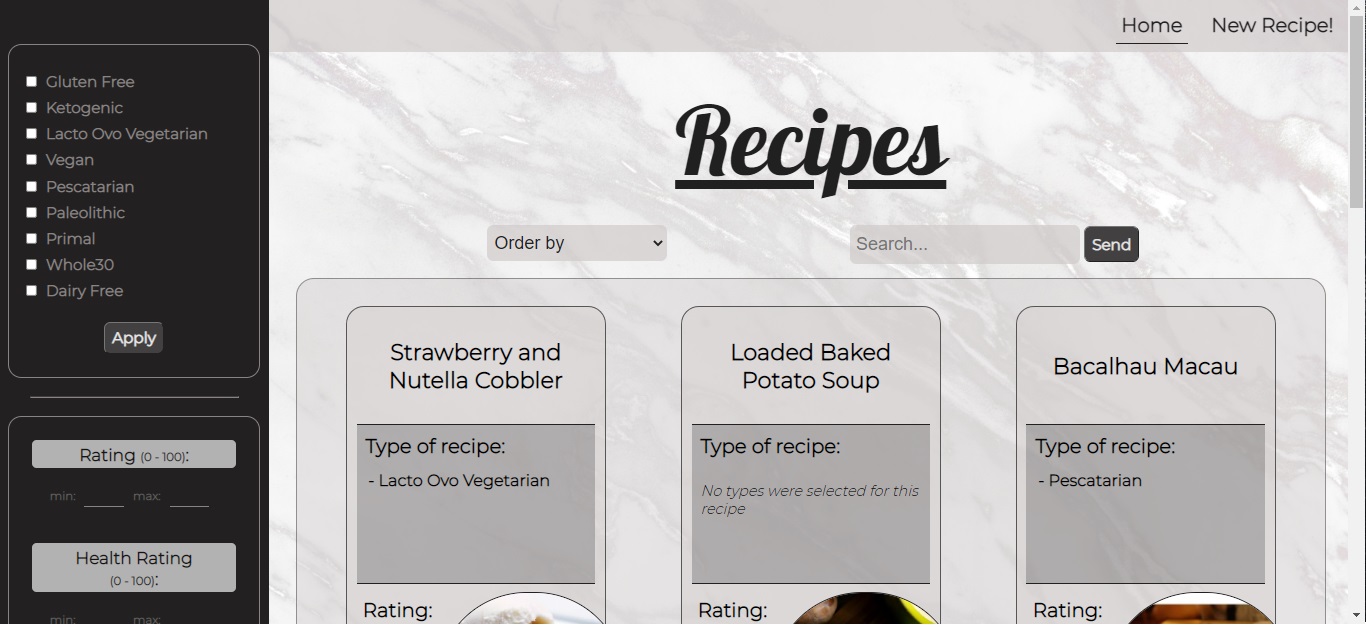 Home New Recipe!
Gluten Free
Ketogenic
Lacto Ovo Vegetarian
Vegan
Pescatarian
Paleolithic
Primal
Whole30
Dairy Free
Apply
Rating (0 - 100):
min: max:
Health Rating
(0 - 100):
min: max:
Recipes
Order by
Search...
Send
Strawberry and
Nutella Cobbler
Type of recipe:
- Lacto Ovo Vegetarian
Rating:
Loaded Baked
Potato Soup
Type of recipe:
No types were selected for this
recipe
Rating:
Bacalhau Macau
Type of recipe:
- Pescatarian
Rating: